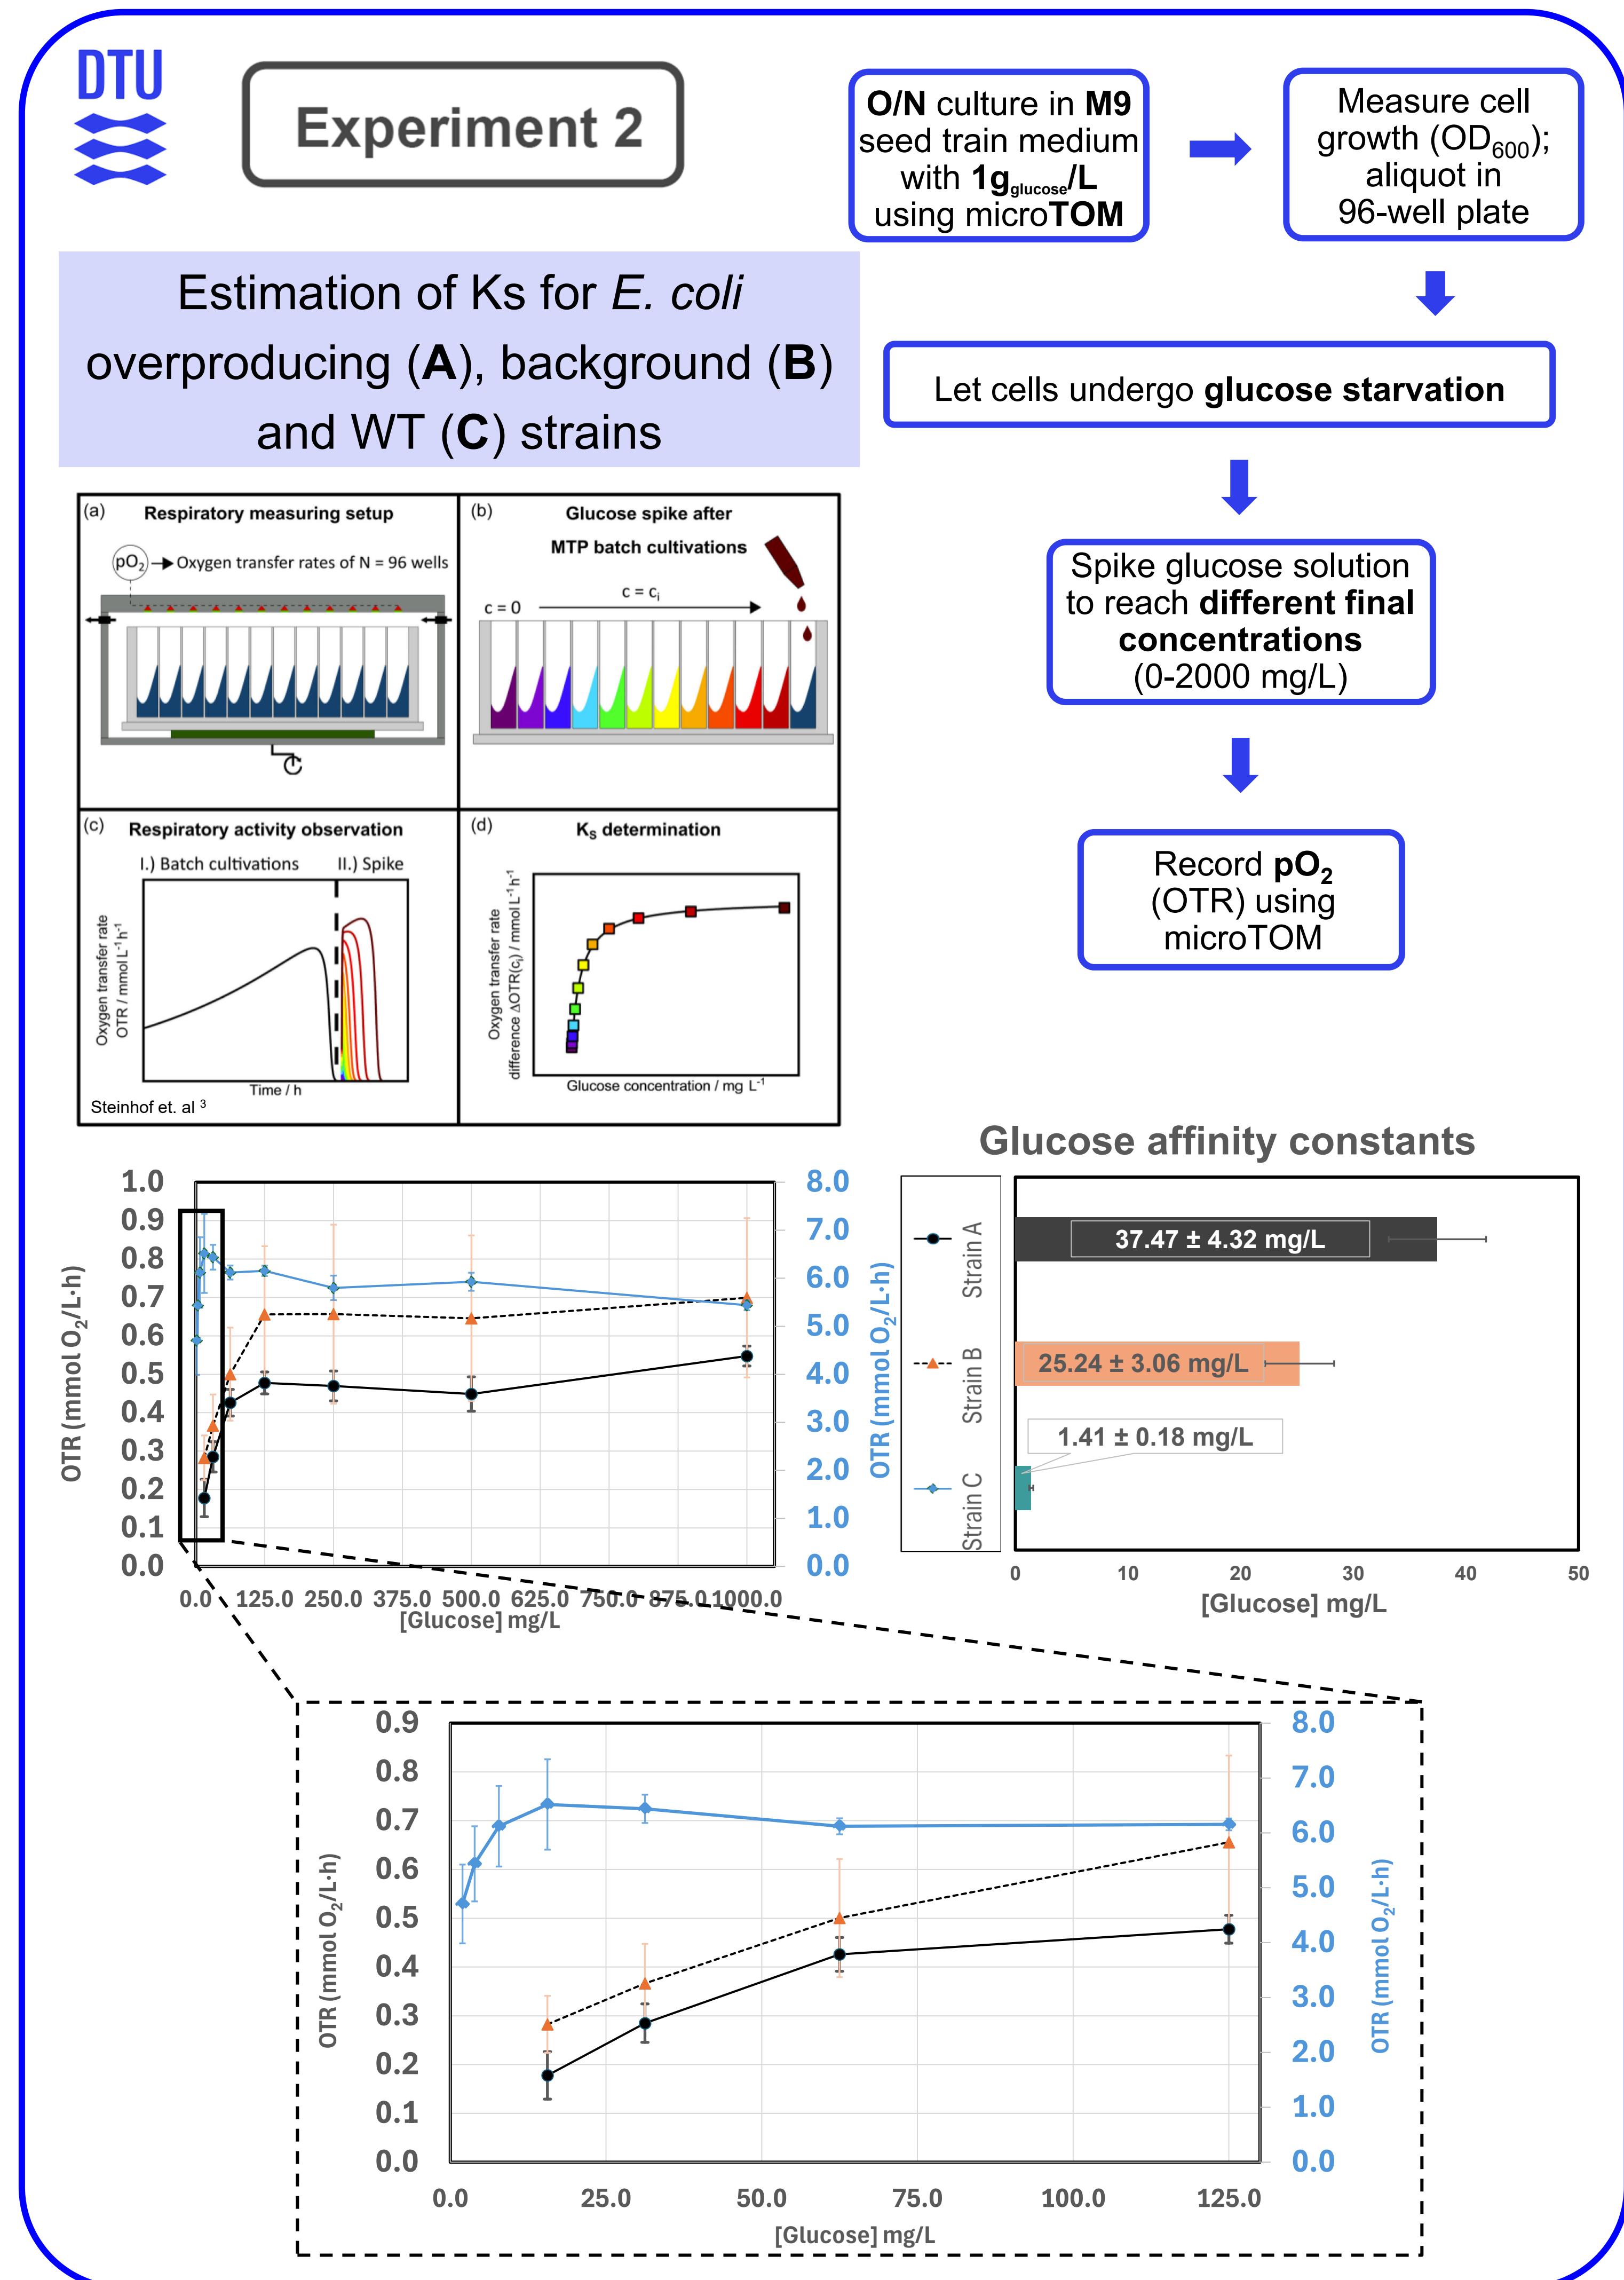 DTU
Experiment 2
O/N culture in M9
seed train medium
with 1g glucose/L
using microTOM
Measure cell
growth (OD600);
aliquot in
96-well plate
Estimation of Ks for E. coli
overproducing (A), background (B)
and WT (C) strains
Let cells undergo glucose starvation
Spike glucose solution
to reach different final
concentrations
(0-2000 mg/L)
Record pO2
(OTR) using
microTOM
(a) Respiratory measuring setup
pO2 Oxygen transfer rates of N = 96 wells
(b) Glucose spike after
MTP batch cultivations
c = 0
c = ci
(c) Respiratory activity observation
I.) Batch cultivations II.) Spike
Oxygen transfer rate
OTR / mmol L-1h-1
Time / h
Steinhof et. al 3
(d) KS determination
Oxygen transfer rate
difference ΔOTR(ci) / mmol L-1h-1
Glucose concentration / mg L-1
1.0
0.9
0.8
0.7
0.6
0.5
0.4
0.3
0.2
0.1
0.0
OTR (mmol O2/L·h)
8.0
7.0
6.0
5.0
4.0
3.0
2.0
1.0
0.0
OTR (mmol O2/L·h)
0.0 125.0 250.0 375.0 500.0 625.0 750.0 875.0 1000.0
[Glucose] mg/L
Glucose affinity constants
Strain A
Strain B
Strain C
37.47 ± 4.32 mg/L
25.24 ± 3.06 mg/L
1.41 ± 0.18 mg/L
0 10 20 30 40 50
[Glucose] mg/L
0.9
0.8
0.7
0.6
0.5
0.4
0.3
0.2
0.1
0.0
OTR (mmol O2/L·h)
8.0
7.0
6.0
5.0
4.0
3.0
2.0
1.0
0.0
OTR (mmol O2/L·h)
0.0 25.0 50.0 75.0 100.0 125.0
[Glucose] mg/L